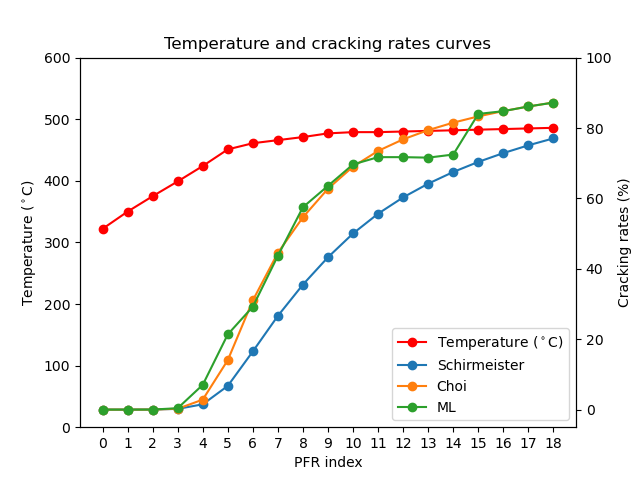 Temperature and cracking rates curves
600
500
400
300
200
100
0
Temperature (°C)
100
80
60
40
20
0
Cracking rates (%)
Temperature (°C)
Schirmeister
Choi
ML
0 1 2 3 4 5 6 7 8 9 10 11 12 13 14 15 16 17 18
PFR index